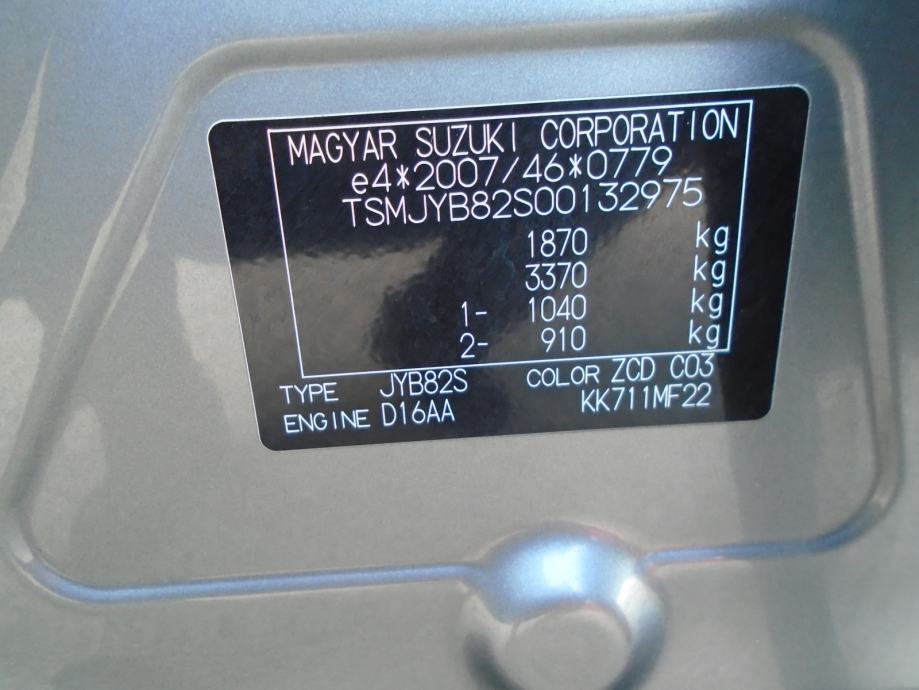 MAGYAR SUZUKI CORPORATION
e4*2007/46*0779
TSMJYB82S00132975
1870 kg
3370 kg
1- 1040 kg
2- 910 kg
TYPE JYB82S COLOR ZCD C03
ENGINE D16AA KK711MF22